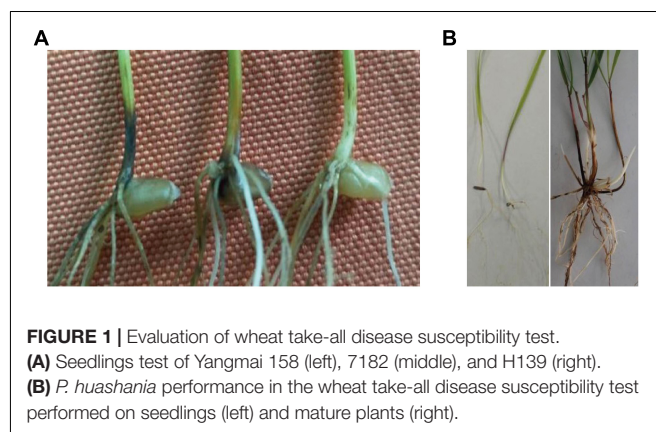 A
B
FIGURE 1 | Evaluation of wheat take-all disease susceptibility test.
(A) Seedlings test of Yangmai 158 (left), 7182 (middle), and H139 (right).
(B) P. huashania performance in the wheat take-all disease susceptibility test
performed on seedlings (left) and mature plants (right).